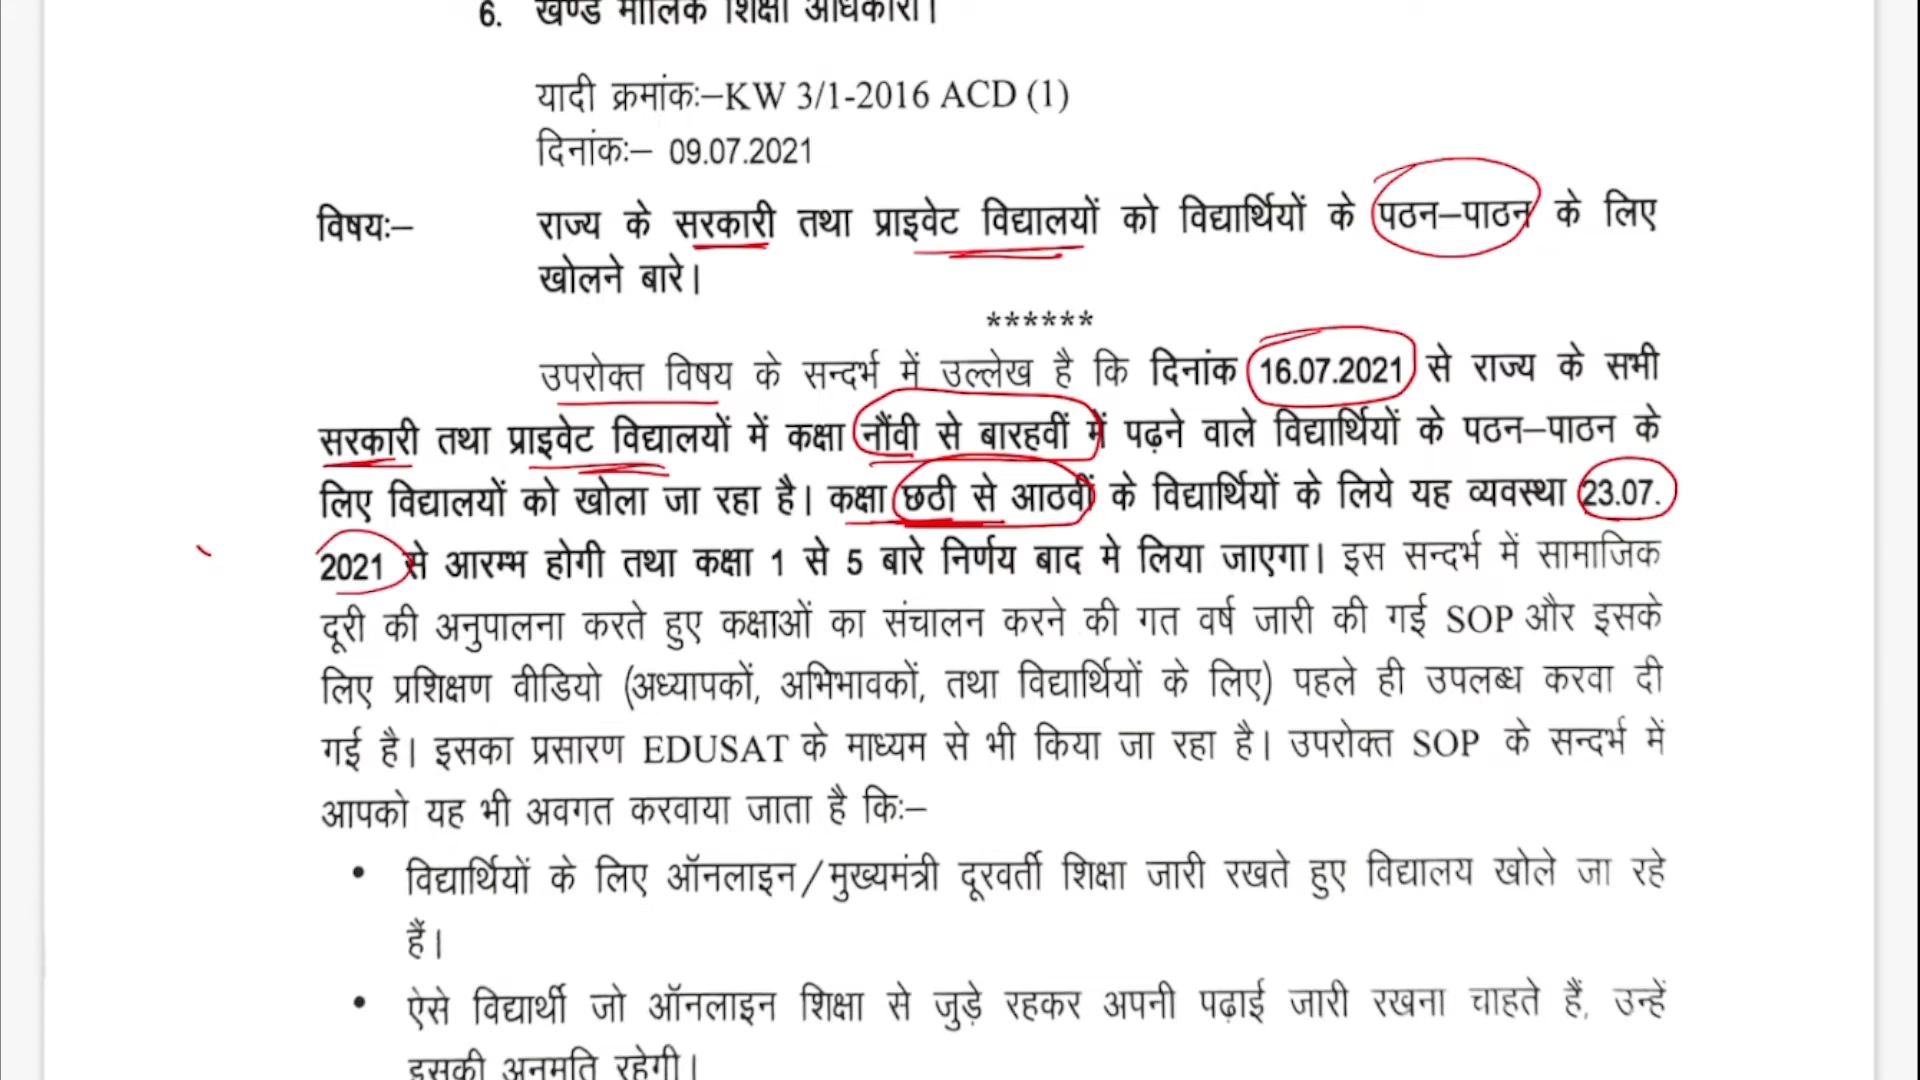 6. खण्ड मौलिक शिक्षा अधिकारी।
यादी क्रमांकः–KW 3/1-2016 ACD (1)
दिनांकः– 09.07.2021
विषयः– राज्य के सरकारी तथा प्राइवेट विद्यालयों को विद्यार्थियों के पठन–पाठन के लिए
खोलने बारे।
******
उपरोक्त विषय के सन्दर्भ में उल्लेख है कि दिनांक 16.07.2021 से राज्य के सभी
सरकारी तथा प्राइवेट विद्यालयों में कक्षा नौंवी से बारहवीं में पढ़ने वाले विद्यार्थियों के पठन–पाठन के
लिए विद्यालयों को खोला जा रहा है। कक्षा छठी से आठवीं के विद्यार्थियों के लिये यह व्यवस्था 23.07.
2021 से आरम्भ होगी तथा कक्षा 1 से 5 बारे निर्णय बाद मे लिया जाएगा। इस सन्दर्भ में सामाजिक
दूरी की अनुपालना करते हुए कक्षाओं का संचालन करने की गत वर्ष जारी की गई SOP और इसके
लिए प्रशिक्षण वीडियो (अध्यापकों, अभिभावकों, तथा विद्यार्थियों के लिए) पहले ही उपलब्ध करवा दी
गई है। इसका प्रसारण EDUSAT के माध्यम से भी किया जा रहा है। उपरोक्त SOP के सन्दर्भ में
आपको यह भी अवगत करवाया जाता है किः–
• विद्यार्थियों के लिए ऑनलाइन/मुख्यमंत्री दूरवर्ती शिक्षा जारी रखते हुए विद्यालय खोले जा रहे
हैं।
• ऐसे विद्यार्थी जो ऑनलाइन शिक्षा से जुड़े रहकर अपनी पढ़ाई जारी रखना चाहते हैं, उन्हें
इसकी अनुमति रहेगी।